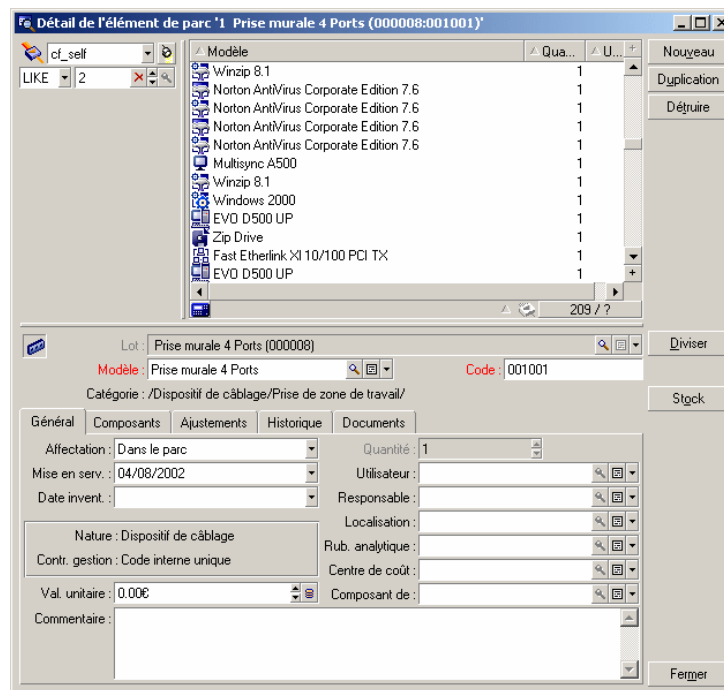 Détail de l'élément de parc '1 Prise murale 4 Ports (000008:001001)'
cf_self
LIKE 2
Modèle Qua... U...
Winzip 8.1 1
Norton AntiVirus Corporate Edition 7.6 1
Norton AntiVirus Corporate Edition 7.6 1
Norton AntiVirus Corporate Edition 7.6 1
Norton AntiVirus Corporate Edition 7.6 1
Multisync A500 1
Winzip 8.1 1
Windows 2000 1
EVO D500 UP 1
Zip Drive 1
Fast Etherlink XI 10/100 PCI TX 1
EVO D500 UP 1
209 / ?
Nouveau
Duplication
Détruire
Lot : Prise murale 4 Ports (000008)
Modèle : Prise murale 4 Ports Code : 001001
Catégorie : /Dispositif de câblage/Prise de zone de travail/
Diviser
Stock
Général Composants Ajustements Historique Documents
Affectation : Dans le parc Quantité : 1
Mise en serv. : 04/08/2002 Utilisateur :
Date invent. : Responsable :
Localisation :
Nature : Dispositif de câblage
Rub. analytique :
Contr. gestion : Code interne unique
Centre de coût :
Val. unitaire : 0.00€ Composant de :
Commentaire :
Fermer